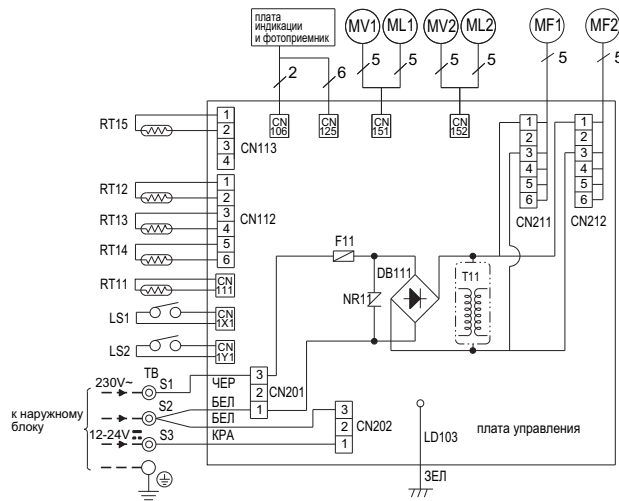 плата
индикации
и фотоприемник
MV1
ML1
MV2
ML2
MF1
MF2
2
6
5
5
5
5
5
5
CN
106
CN
125
CN
151
CN
152
RT15
1
2
3
4
CN113
RT12
RT13
RT14
1
2
3
4
5
6
CN112
RT11
CN
111
LS1
CN
1X1
LS2
CN
1Y1
1
2
3
4
5
6
CN211
1
2
3
4
5
6
CN212
F11
DB111
NR11
T11
TB
230V~
S1
ЧЕР
3
2
1
CN201
S2
БЕЛ
БЕЛ
к наружному
блоку
12-24V
S3
КРА
3
2
1
CN202
LD103
плата управления
ЗЕЛ